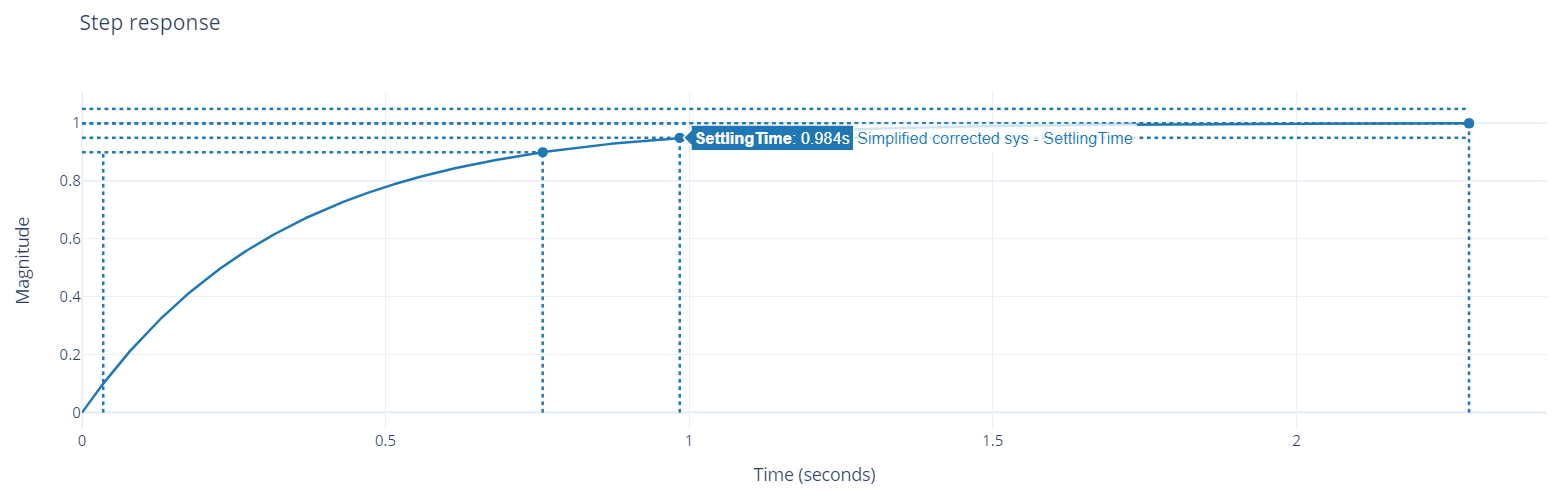 Step response
1
0.8
0.6
0.4
0.2
0
Magnitude
SettlingTime: 0.984s Simplified corrected sys - SettlingTime
0 0.5 1 1.5 2
Time (seconds)